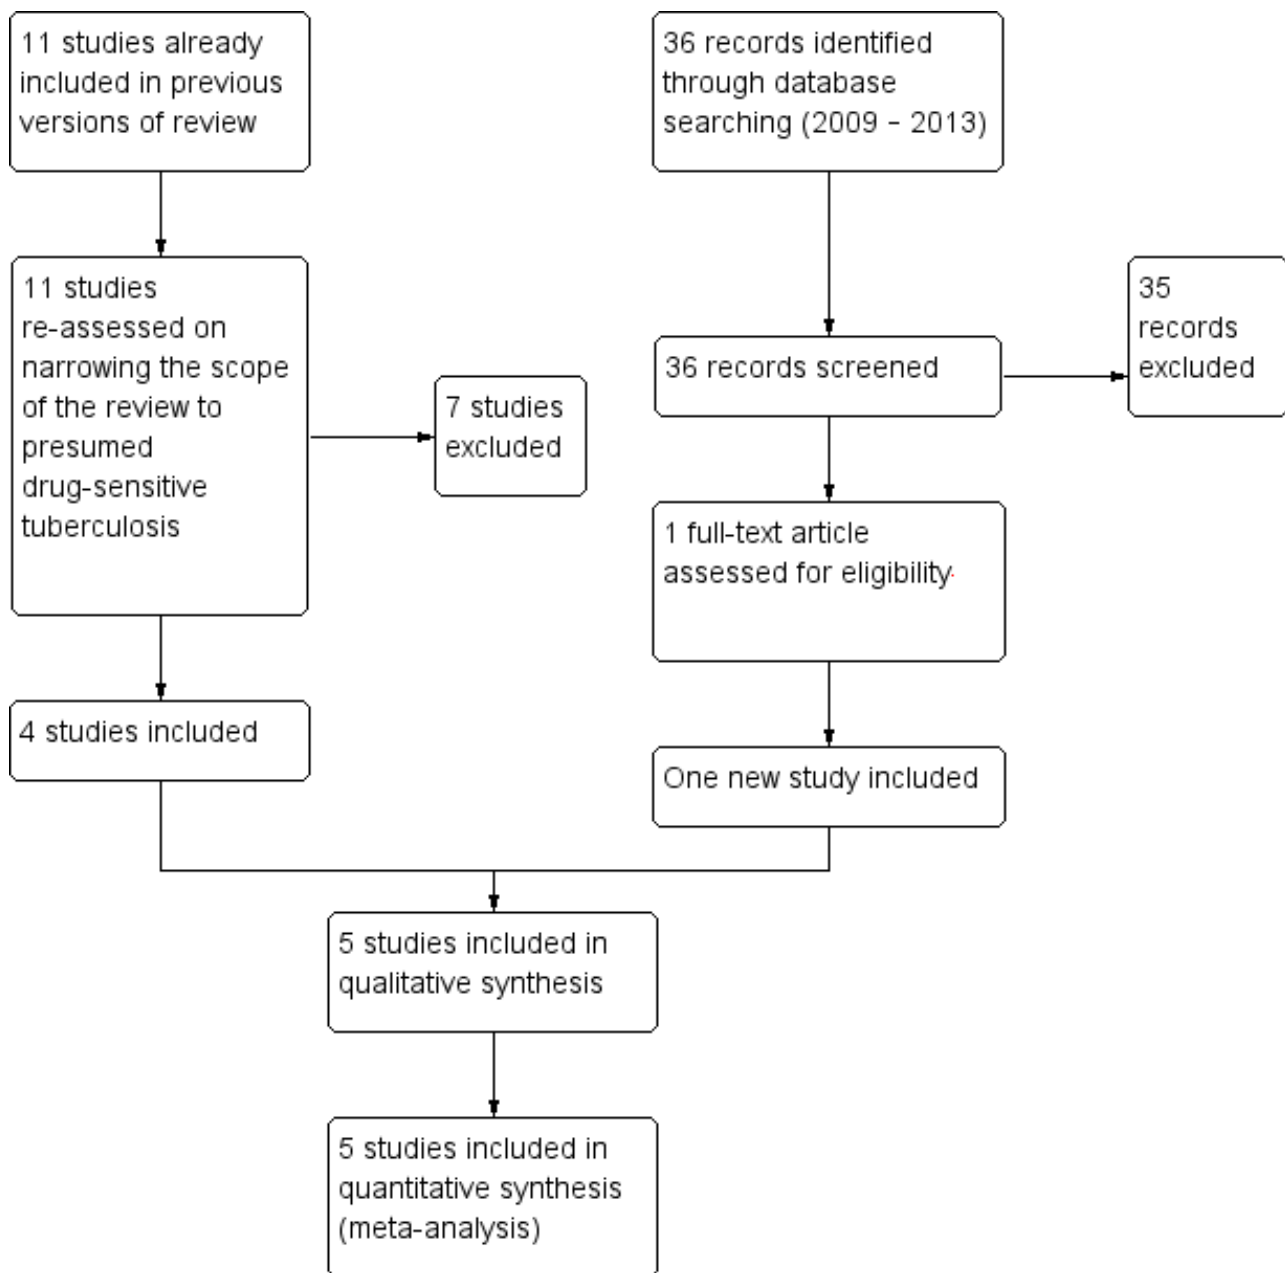 11 studies already
included in previous
versions of review
36 records identified
through database
searching (2009 – 2013)
11 studies
re-assessed on
narrowing the scope
of the review to
presumed
drug-sensitive
tuberculosis
7 studies
excluded
36 records screened
35
records
excluded
1 full-text article
assessed for eligibility.
4 studies included
One new study included
5 studies included in
qualitative synthesis
5 studies included in
quantitative synthesis
(meta-analysis)